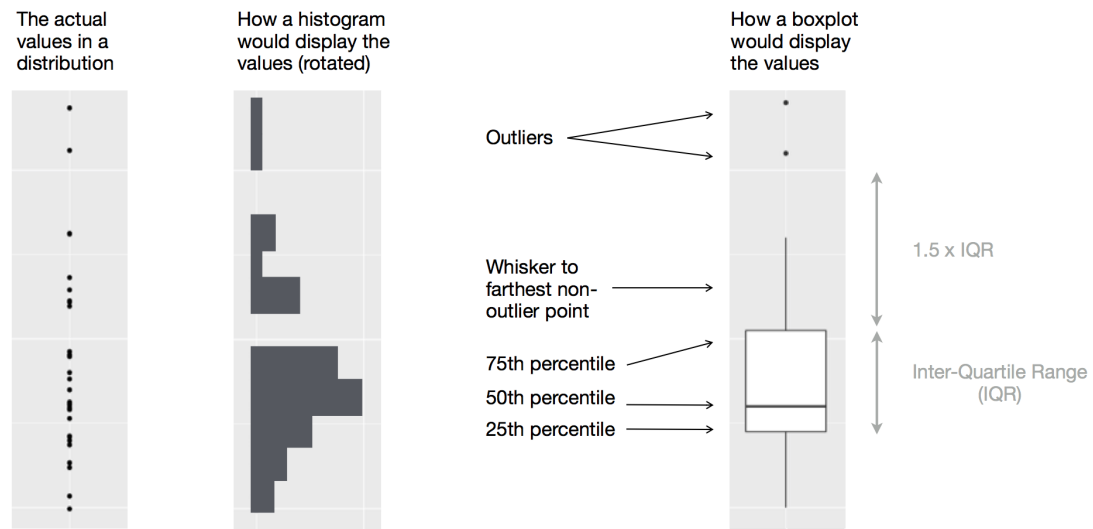 The actual
values in a
distribution
How a histogram
would display the
values (rotated)
How a boxplot
would display
the values
Outliers
1.5 x IQR
Whisker to
farthest non-
outlier point
75th percentile
50th percentile
25th percentile
Inter-Quartile Range
(IQR)